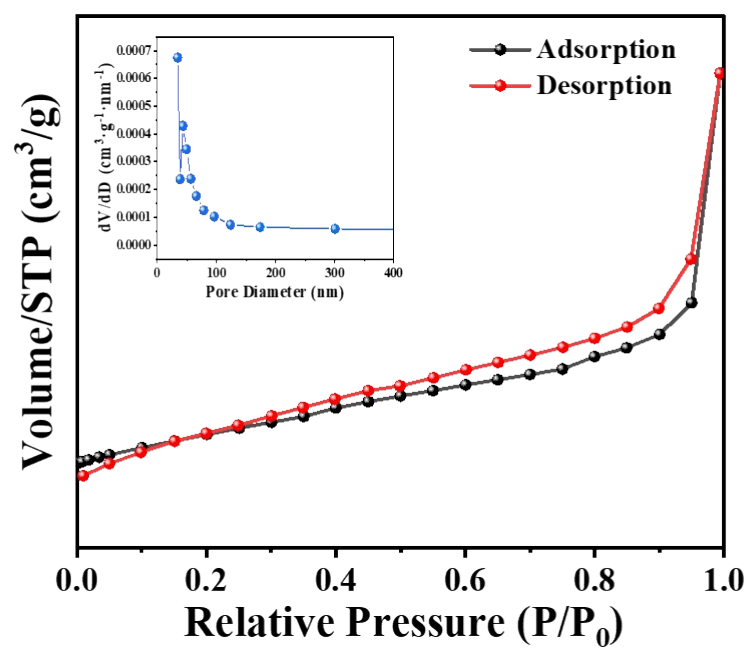 Volume/STP (cm³/g)
Adsorption
Desorption
dV/dD (cm³·g⁻¹·nm⁻¹)
0.0007
0.0006
0.0005
0.0004
0.0003
0.0002
0.0001
0.0000
0 100 200 300 400
Pore Diameter (nm)
0.0 0.2 0.4 0.6 0.8 1.0
Relative Pressure (P/P₀)